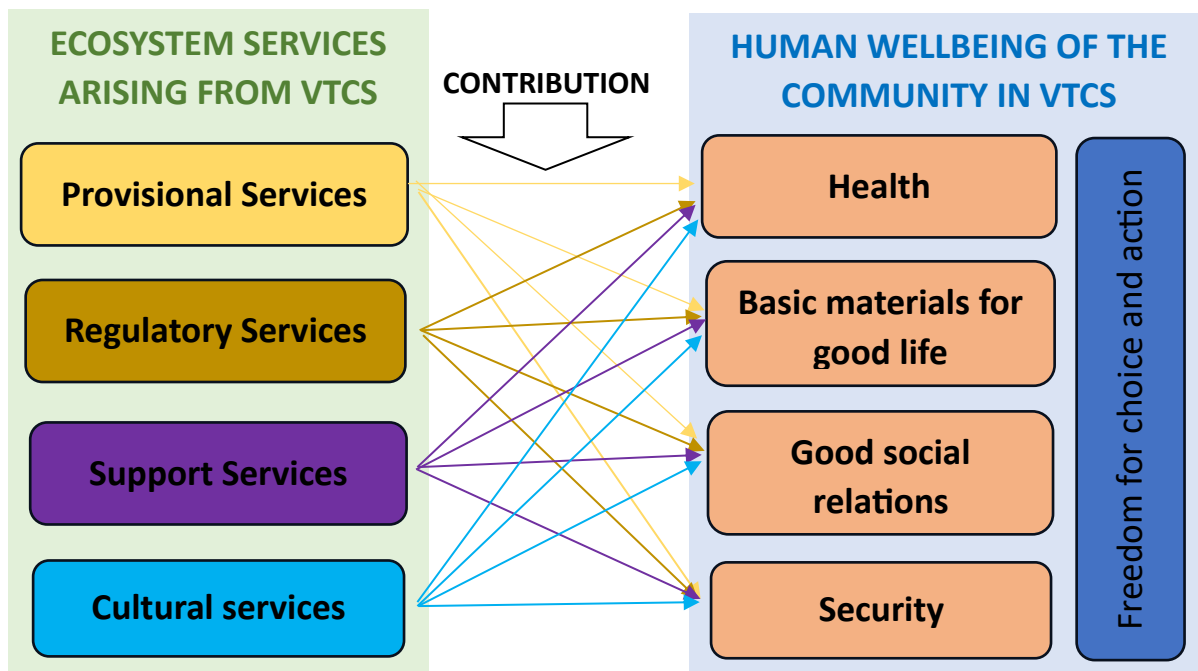 ECOSYSTEM SERVICES
ARISING FROM VTCS
CONTRIBUTION
HUMAN WELLBEING OF THE
COMMUNITY IN VTCS
Provisional Services
Regulatory Services
Support Services
Cultural services
Health
Basic materials for
good life
Good social
relations
Security
Freedom for choice and action